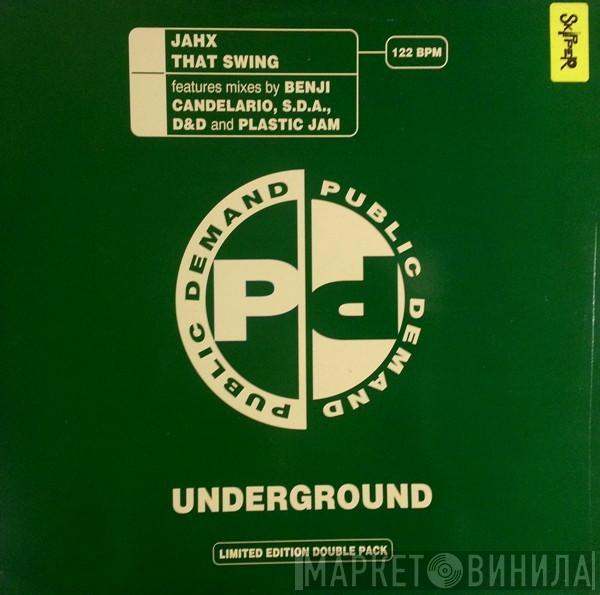 JAHX
THAT SWING
122 BPM
features mixes by BENJI
CANDELARIO, S.D.A.,
D&D and PLASTIC JAM
SKIPPER
PUBLIC DEMAND
PUBLIC DEMAND
Pd
UNDERGROUND
LIMITED EDITION DOUBLE PACK
МАРКЕТ ВИНИЛА